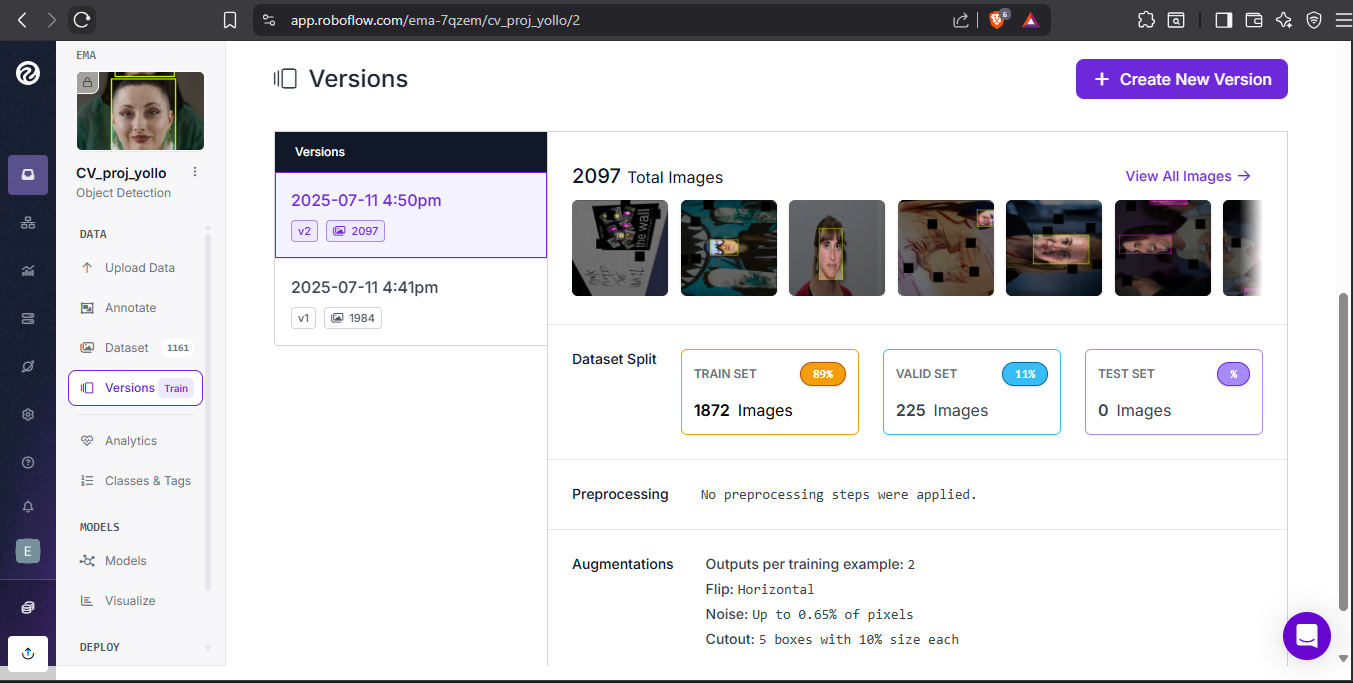 app.roboflow.com/ema-7qzem/cv_proj_yollo/2
6
EMA
CV_proj_yollo
Object Detection
DATA
Upload Data
Annotate
Dataset 1161
Versions Train
Analytics
Classes & Tags
MODELS
Models
Visualize
DEPLOY
E
Versions
+ Create New Version
Versions
2025-07-11 4:50pm
v2 2097
2025-07-11 4:41pm
v1 1984
2097 Total Images
View All Images →
the wall
Dataset Split
TRAIN SET 89%
1872 Images
VALID SET 11%
225 Images
TEST SET %
0 Images
Preprocessing No preprocessing steps were applied.
Augmentations Outputs per training example: 2
Flip: Horizontal
Noise: Up to 0.65% of pixels
Cutout: 5 boxes with 10% size each